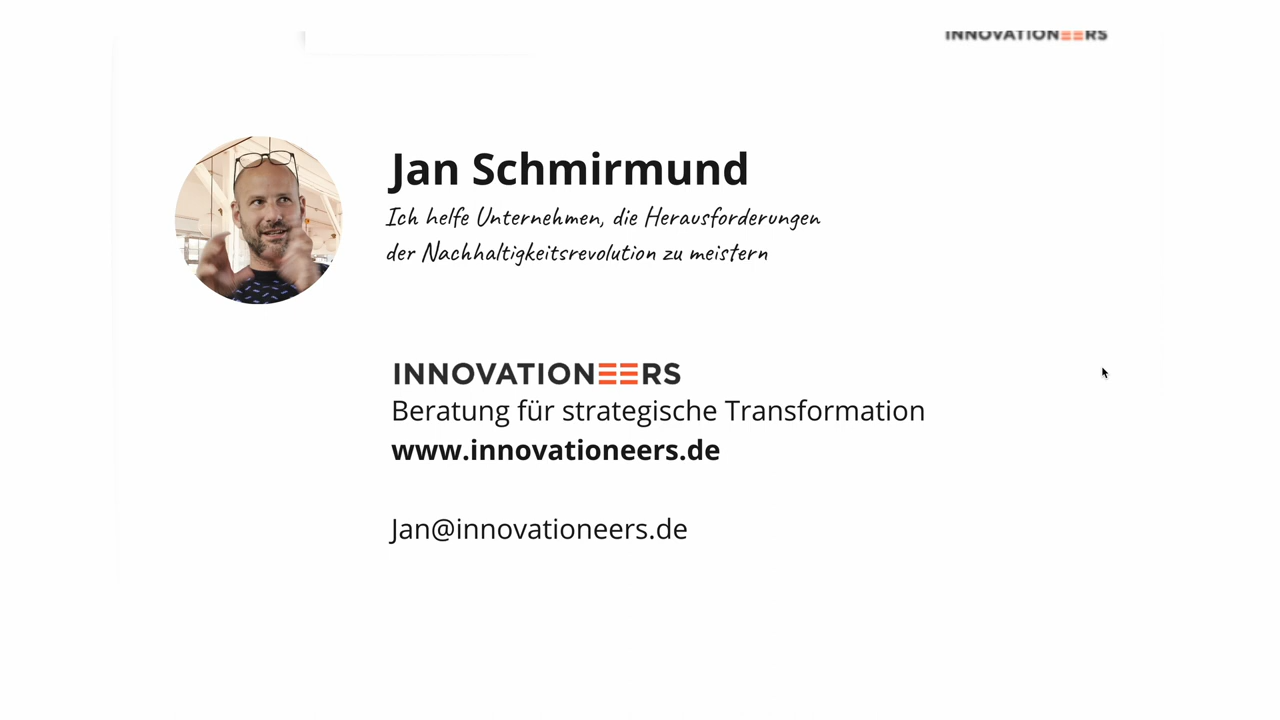 INNOVATIONEERS
Jan Schmirmund
Ich helfe Unternehmen, die Herausforderungen
der Nachhaltigkeitsrevolution zu meistern
INNOVATIONEERS
Beratung für strategische Transformation
www.innovationeers.de
Jan@innovationeers.de